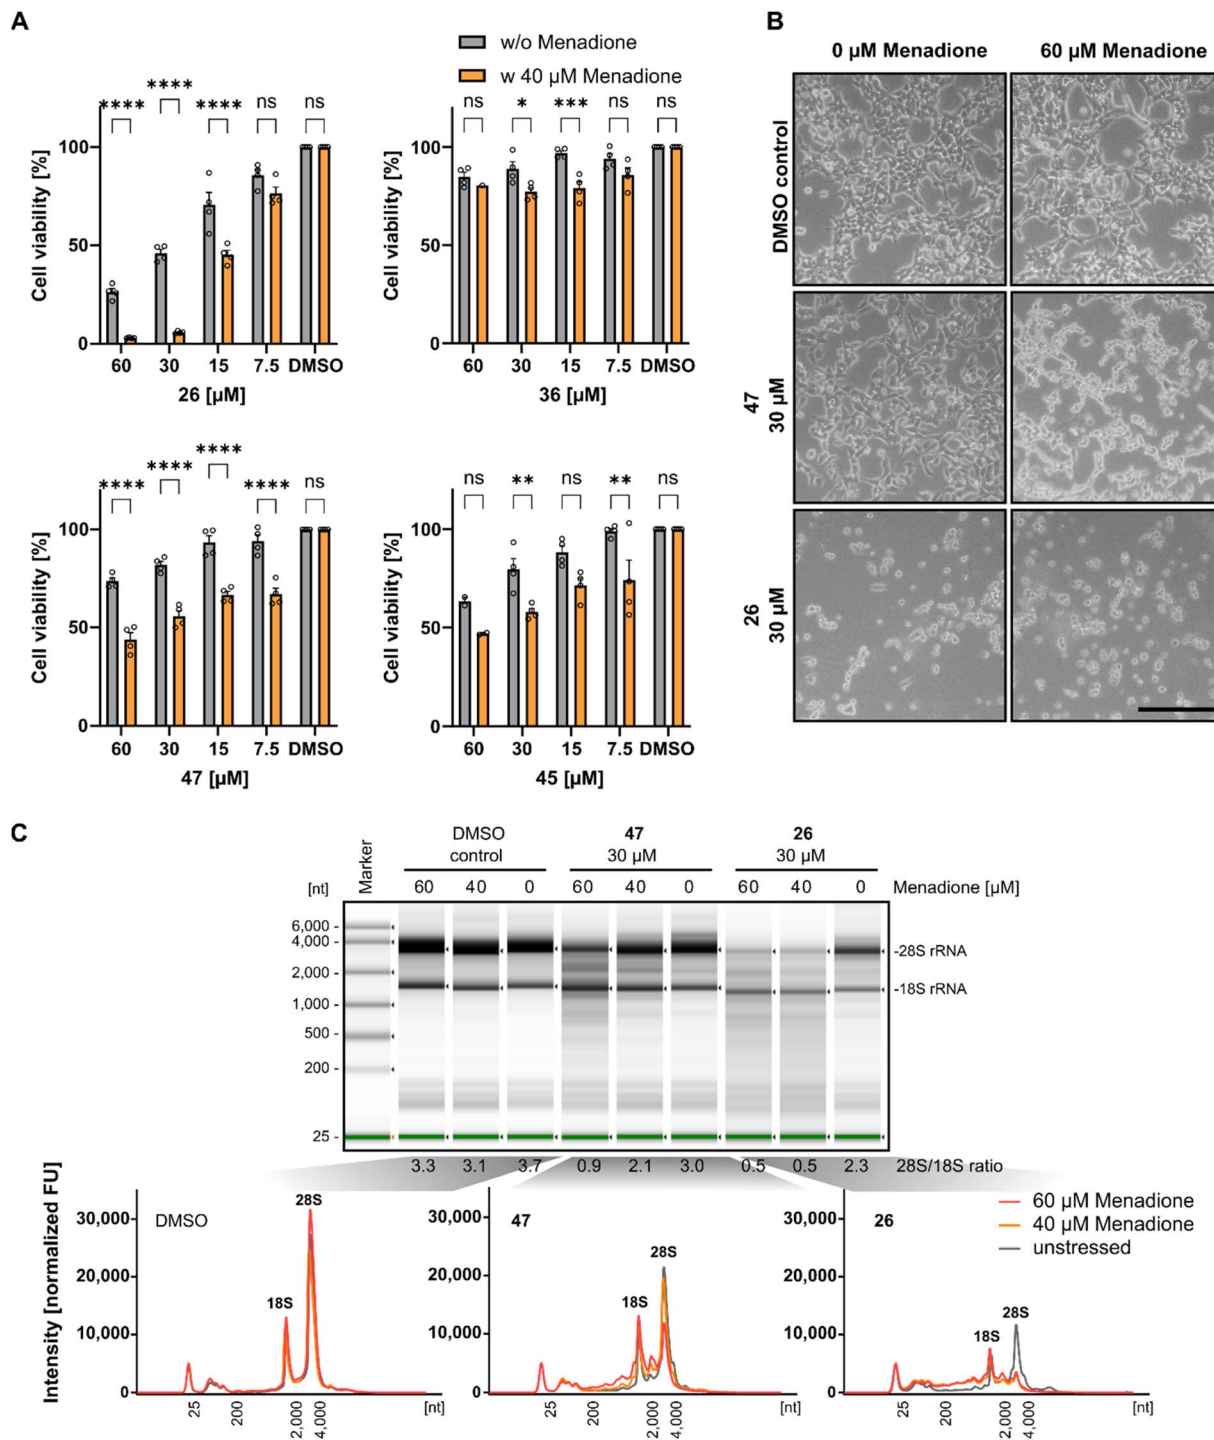 A
w/o Menadione
w 40 µM Menadione
**** **** **** ns ns
Cell viability [%]
100
50
0
60 30 15 7.5 DMSO
26 [µM]
ns * *** ns ns
Cell viability [%]
100
50
0
60 30 15 7.5 DMSO
36 [µM]
**** **** **** **** ns
Cell viability [%]
100
50
0
60 30 15 7.5 DMSO
47 [µM]
ns ** ns ** ns
Cell viability [%]
100
50
0
60 30 15 7.5 DMSO
45 [µM]
B
0 µM Menadione 60 µM Menadione
DMSO control
47
30 µM
26
30 µM
C
Marker
DMSO
control
47
30 µM
26
30 µM
[nt] 60 40 0 60 40 0 60 40 0 Menadione [µM]
6,000 -
4,000 -
2,000 -
1,000 -
500 -
200 -
25 -
-28S rRNA
-18S rRNA
3.3 3.1 3.7 0.9 2.1 3.0 0.5 0.5 2.3 28S/18S ratio
Intensity [normalized FU]
DMSO
30,000
20,000
10,000
0
18S
28S
25 200 2,000 4,000 [nt]
47
30,000
20,000
10,000
0
18S
28S
25 200 2,000 4,000 [nt]
26
30,000
20,000
10,000
0
18S
28S
25 200 2,000 4,000 [nt]
60 µM Menadione
40 µM Menadione
unstressed